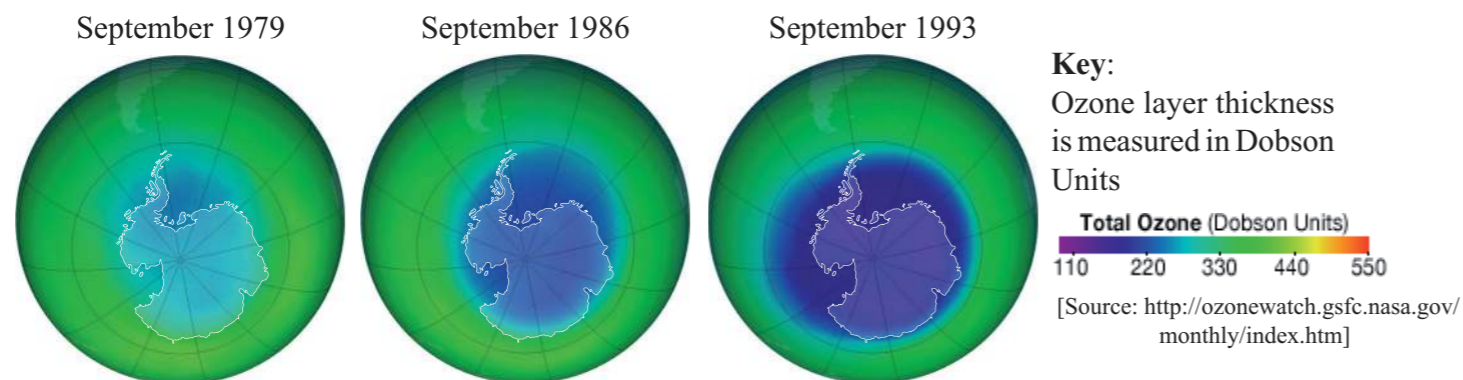 September 1979
September 1986
September 1993
Key:
Ozone layer thickness
is measured in Dobson
Units
Total Ozone (Dobson Units)
110 220 330 440 550
[Source: http://ozonewatch.gsfc.nasa.gov/
monthly/index.htm]